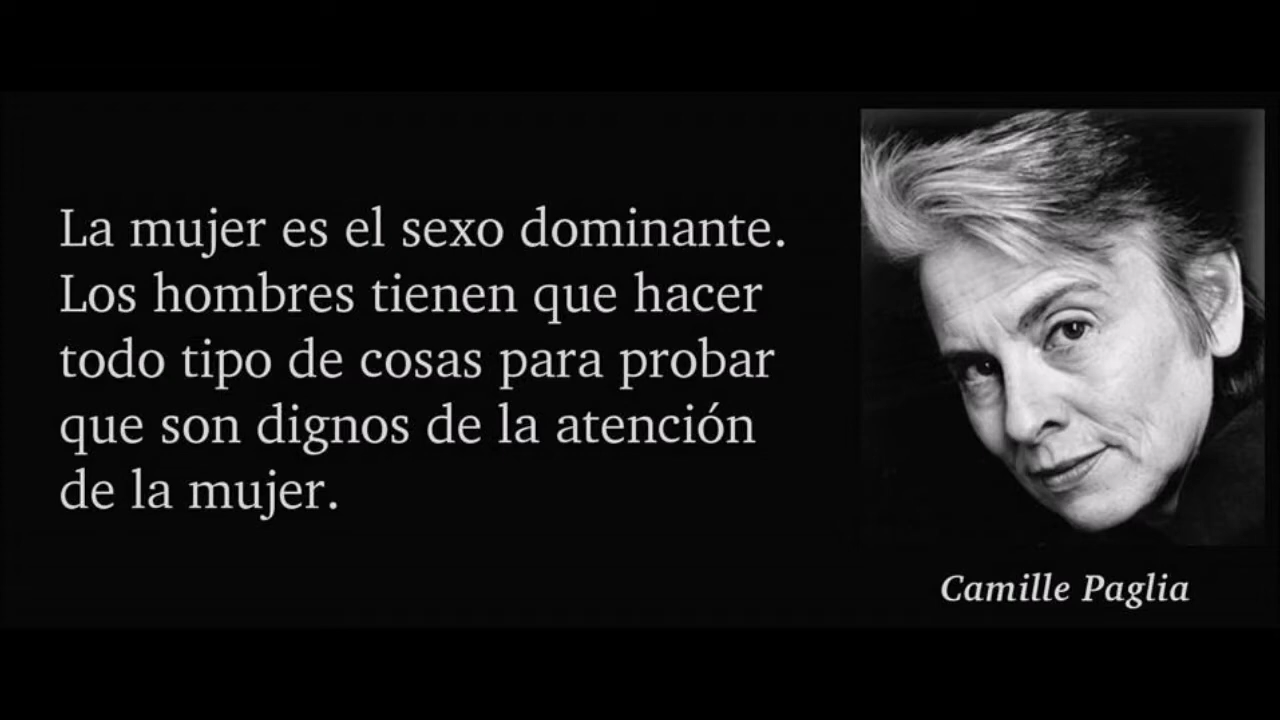 La mujer es el sexo dominante.
Los hombres tienen que hacer
todo tipo de cosas para probar
que son dignos de la atención
de la mujer.
Camille Paglia